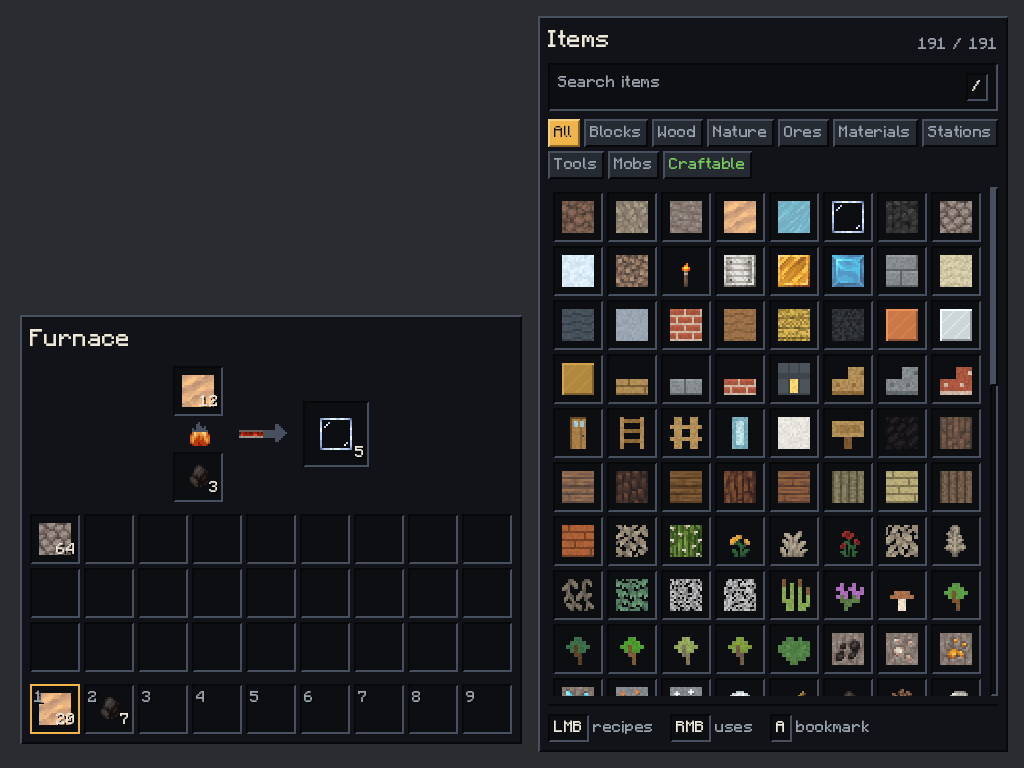 Items
191 / 191
Search items
/
All Blocks Wood Nature Ores Materials Stations
Tools Mobs Craftable
Furnace
12
5
3
64
1 2 3 4 5 6 7 8 9
20 7
LMB recipes RMB uses A bookmark